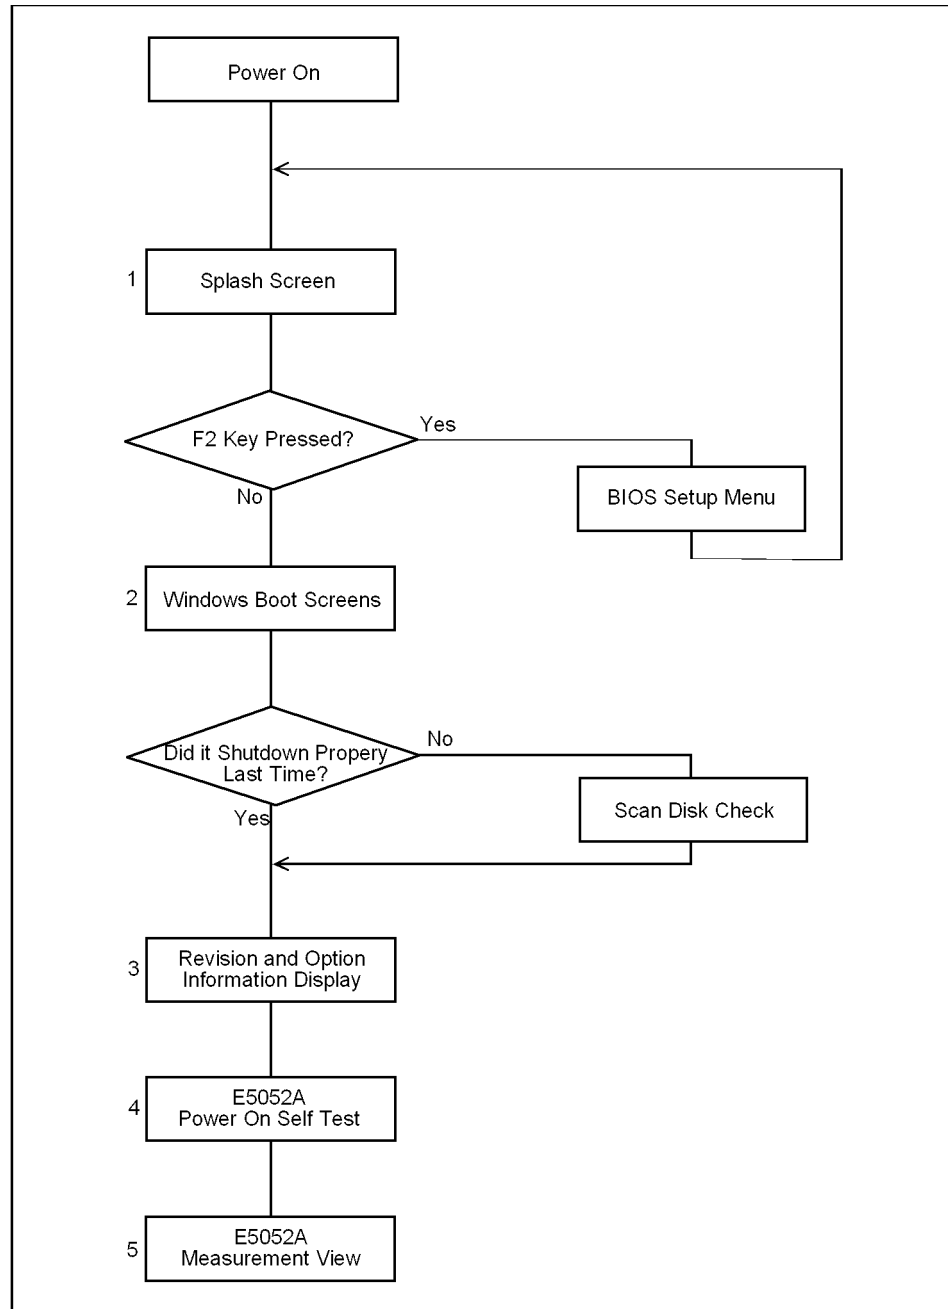 Power On
1
Splash Screen
F2 Key Pressed?
Yes
No
BIOS Setup Menu
2
Windows Boot Screens
Did it Shutdown Propery
Last Time?
No
Yes
Scan Disk Check
3
Revision and Option
Information Display
4
E5052A
Power On Self Test
5
E5052A
Measurement View